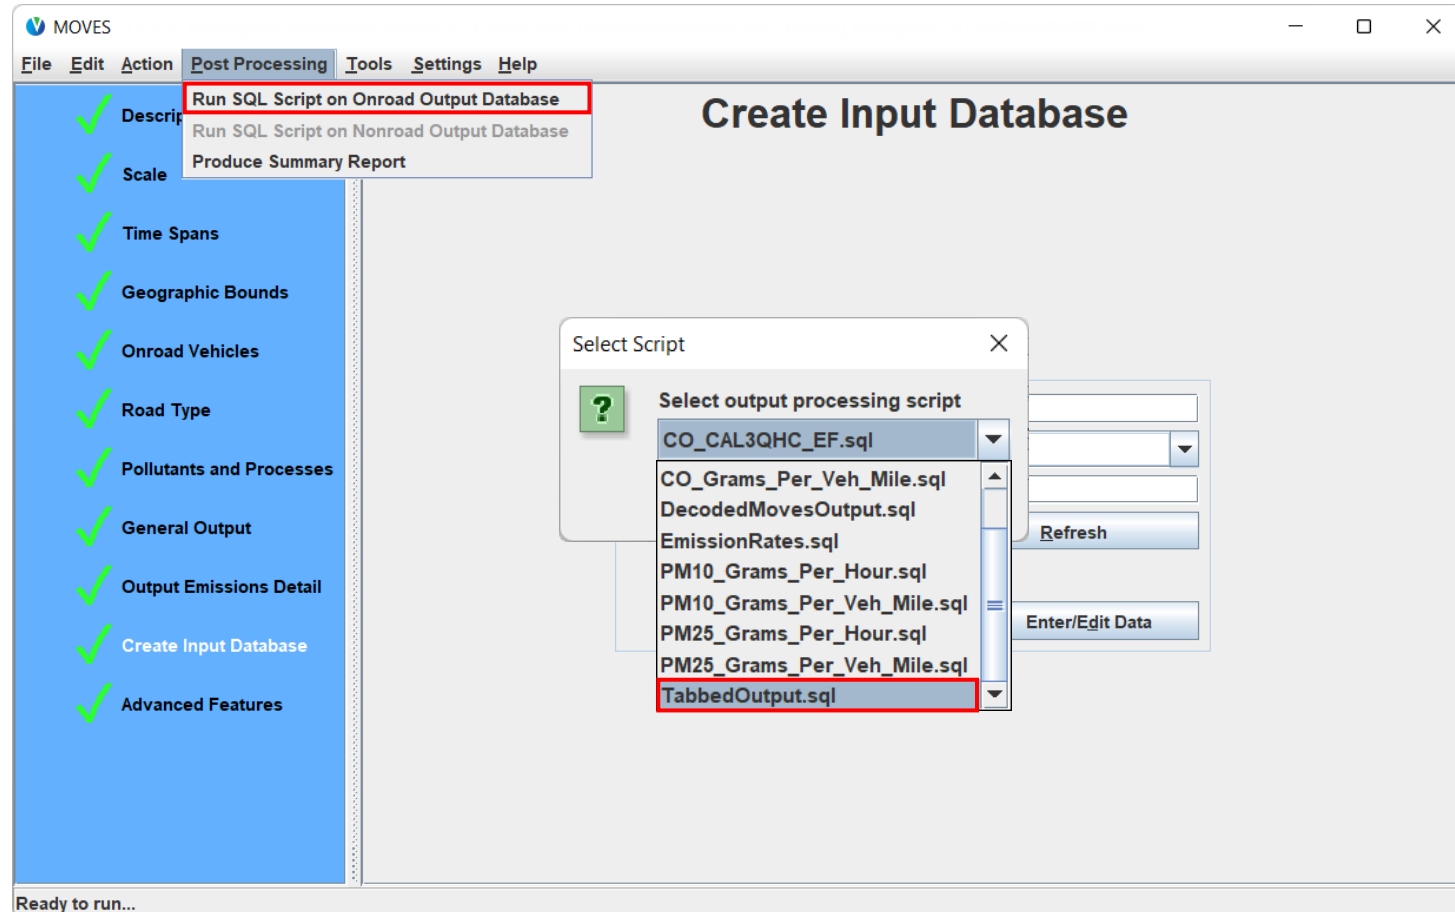 MOVES
File Edit Action Post Processing Tools Settings Help
Run SQL Script on Onroad Output Database
Run SQL Script on Nonroad Output Database
Produce Summary Report
Descrip
Scale
Time Spans
Geographic Bounds
Onroad Vehicles
Road Type
Pollutants and Processes
General Output
Output Emissions Detail
Create Input Database
Advanced Features
Create Input Database
Select Script
Select output processing script
CO_CAL3QHC_EF.sql
CO_Grams_Per_Veh_Mile.sql
DecodedMovesOutput.sql
EmissionRates.sql
PM10_Grams_Per_Hour.sql
PM10_Grams_Per_Veh_Mile.sql
PM25_Grams_Per_Hour.sql
PM25_Grams_Per_Veh_Mile.sql
TabbedOutput.sql
Refresh
Enter/Edit Data
Ready to run...